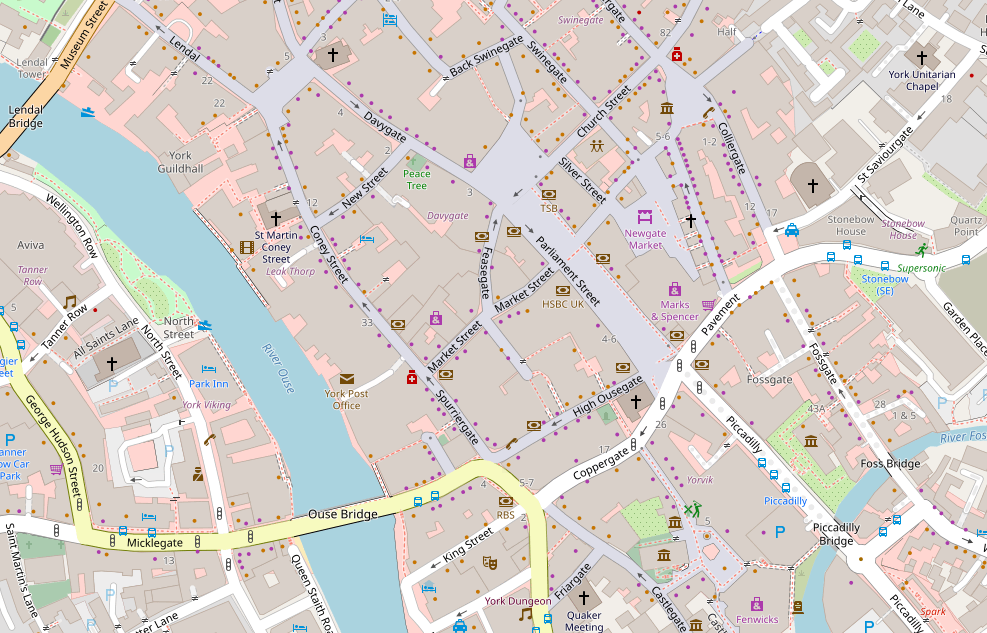 Museum Street
Lendal
Swinegate
82
Half
Lane
Lendal
Tower
22
22
5
3
Back Swinegate
Swinegate
Church Street
York Unitarian
Chapel
18
Lendal
Bridge
4
Davygate
2
5-6
1-2
Colliergate
St Saviourgate
York
Guildhall
Peace
Tree
New Street
3
Silver Street
TSB
Wellington Row
12
Davygate
Newgate
Market
12
17
Stonebow
House
Stonebow
House
Quartz
Point
Aviva
St Martin
Coney
Street
Coney Street
Leak Thorp
Feasegate
Parliament Street
Supersonic
Stonebow
(SE)
Tanner
Row
5
Tanner Row
Market Street
HSBC UK
Marks
& Spencer
Pavement
Garden Place
All Saints Lane
North
Street
North Street
33
Market Street
4-6
Fossgate
River Ouse
Park Inn
York Viking
York Post
Office
Spurriergate
High Ousegate
Fossgate
George Hudson Street
43A
28
1 & 5
26
17
Piccadilly
20
Coppergate
Foss Bridge
Yorvik
4
5-7
Ouse Bridge
RBS
2
Piccadilly
5
Piccadilly
Bridge
Micklegate
13
King Street
Saint Martin's Lane
Queen Staith Road
Friargate
York Dungeon
Quaker
Meeting
Castlegate
Fenwicks
Piccadilly
Spark